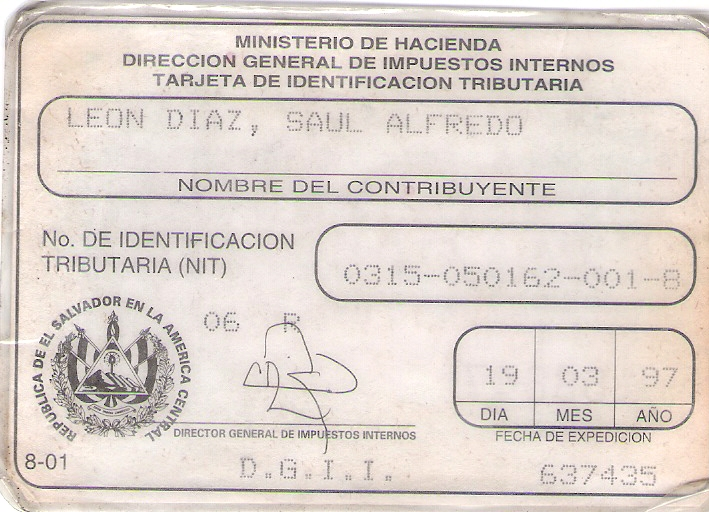 MINISTERIO DE HACIENDA
DIRECCION GENERAL DE IMPUESTOS INTERNOS
TARJETA DE IDENTIFICACION TRIBUTARIA
LEON DIAZ, SAUL ALFREDO
NOMBRE DEL CONTRIBUYENTE
No. DE IDENTIFICACION
TRIBUTARIA (NIT)
0315-050162-001-8
REPUBLICA DE EL SALVADOR EN LA AMERICA CENTRAL
06 R
19 03 97
DIA MES AÑO
DIRECTOR GENERAL DE IMPUESTOS INTERNOS
FECHA DE EXPEDICION
8-01
D.G.I.I.
637435